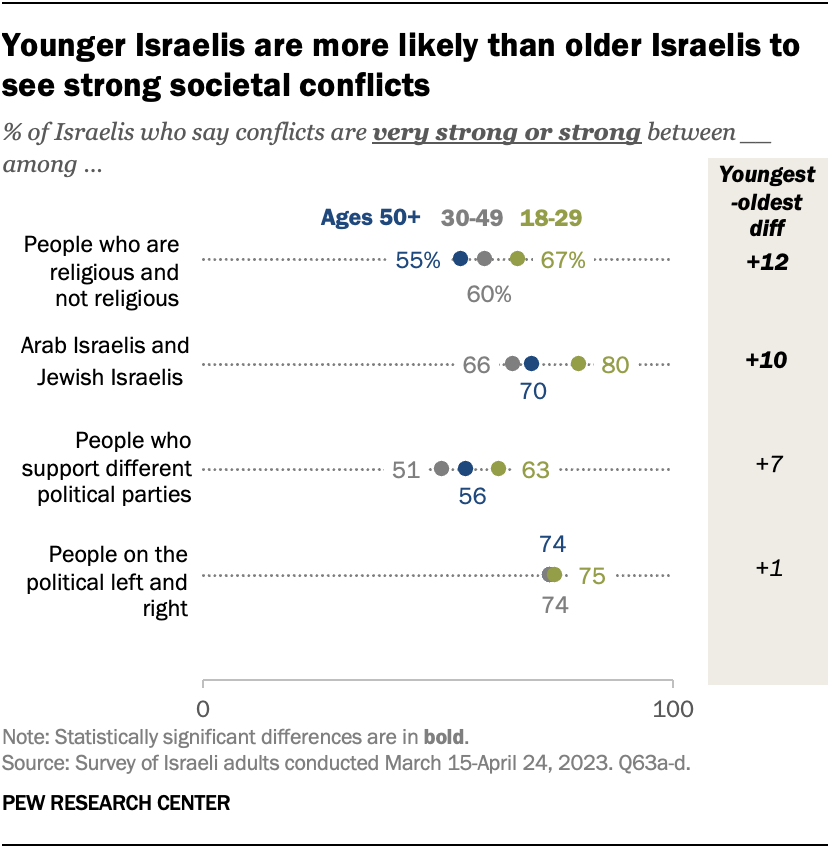 Younger Israelis are more likely than older Israelis to
see strong societal conflicts
% of Israelis who say conflicts are very strong or strong between __
among ...
Youngest
-oldest
diff
Ages 50+ 30-49 18-29
People who are
religious and
not religious
55% 67%
60%
+12
Arab Israelis and
Jewish Israelis
66 80
70
+10
People who
support different
political parties
51 63
56
+7
People on the
political left and
right
74
75
74
+1
0 100
Note: Statistically significant differences are in bold.
Source: Survey of Israeli adults conducted March 15-April 24, 2023. Q63a-d.
PEW RESEARCH CENTER